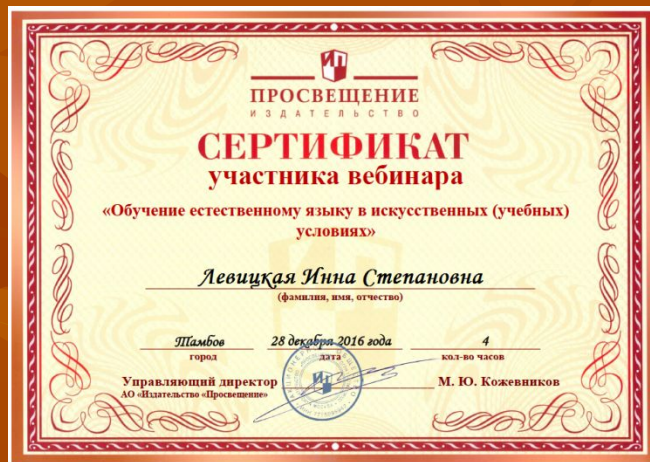 ИП
ПРОСВЕЩЕНИЕ
ИЗДАТЕЛЬСТВО
СЕРТИФИКАТ
участника вебинара
«Обучение естественному языку в искусственных (учебных)
условиях»
Левицкая Инна Степановна
(фамилия, имя, отчество)
Тамбов 28 декабря 2016 года 4
город дата кол-во часов
Управляющий директор М. Ю. Кожевников
АО «Издательство «Просвещение»